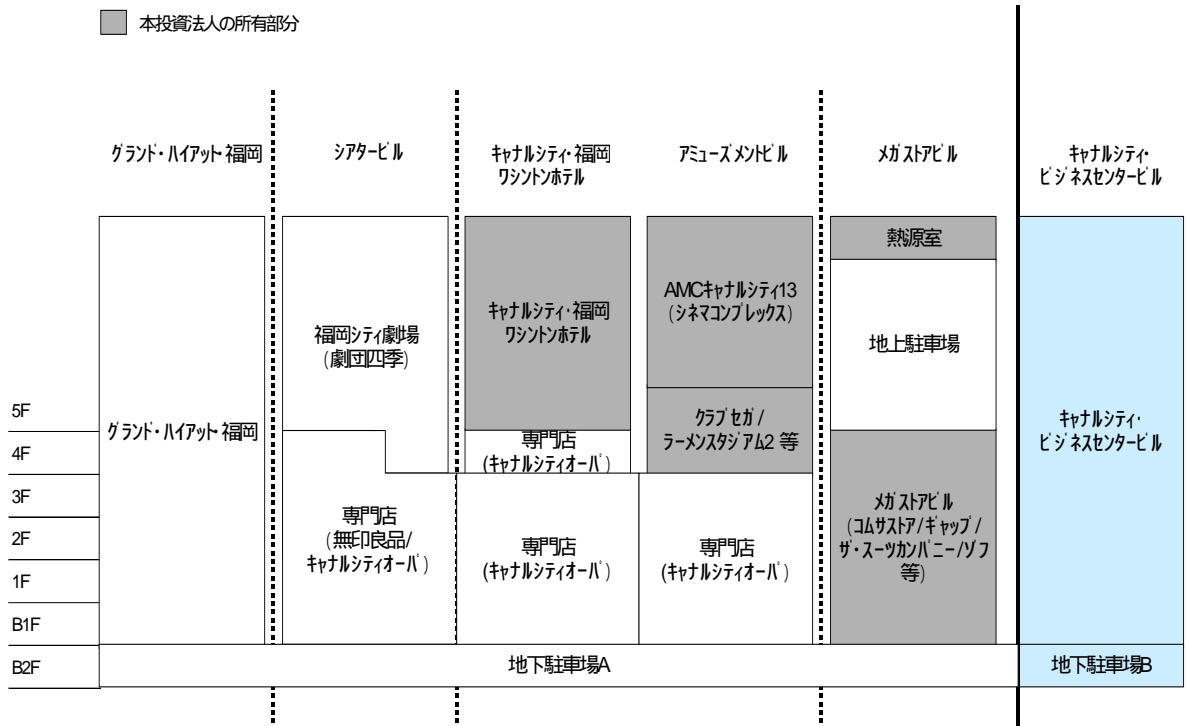 本投資法人の所有部分
グランド・ハイアット・福岡
シアタービル
キャナルシティ・福岡
ワシントンホテル
アミューズメントビル
メガストアビル
キャナルシティ・
ビジネスセンタービル
熱源室
AMCキャナルシティ13
(シネマコンプレックス)
キャナルシティ・福岡
ワシントンホテル
福岡シティ劇場
(劇団四季)
地上駐車場
クラブセガ/
ラーメンスタジアム2 等
グランド・ハイアット・福岡
キャナルシティ・
ビジネスセンタービル
専門店
(キャナルシティオーパ)
専門店
(無印良品/
キャナルシティオーパ)
専門店
(キャナルシティオーパ)
専門店
(キャナルシティオーパ)
メガストアビル
(コムサストア/ギャップ/
ザ・スーツカンパニー/ゾフ
等)
5F
4F
3F
2F
1F
B1F
B2F
地下駐車場A
地下駐車場B